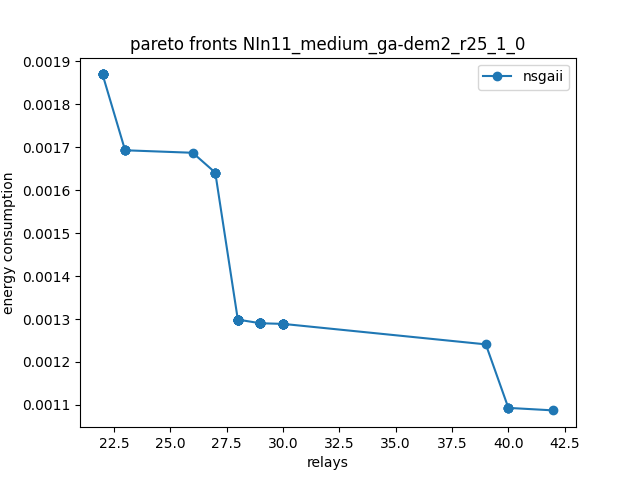 pareto fronts NIn11_medium_ga-dem2_r25_1_0
nsgaii
0.0019
0.0018
0.0017
0.0016
0.0015
0.0014
0.0013
0.0012
0.0011
energy consumption
22.5 25.0 27.5 30.0 32.5 35.0 37.5 40.0 42.5
relays